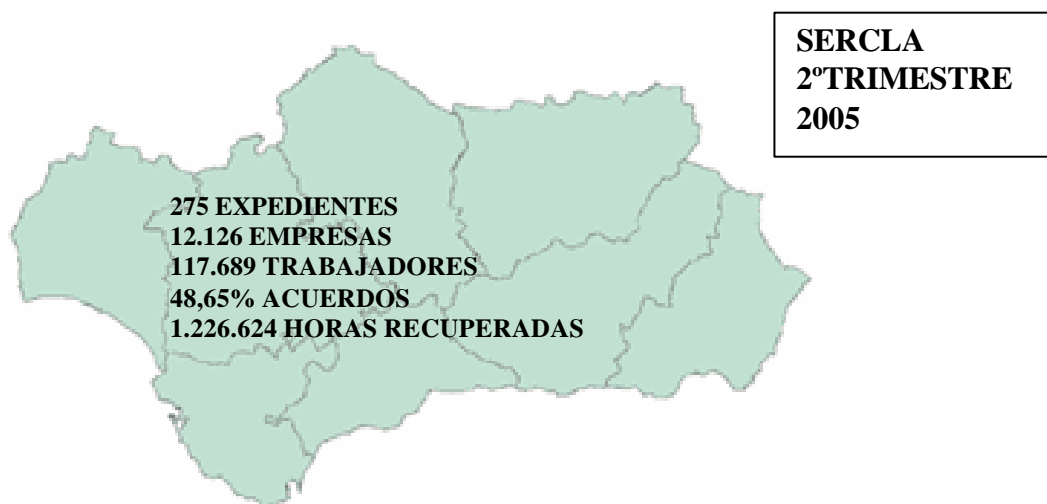 SERCLA
2ºTRIMESTRE
2005
275 EXPEDIENTES
12.126 EMPRESAS
117.689 TRABAJADORES
48,65% ACUERDOS
1.226.624 HORAS RECUPERADAS